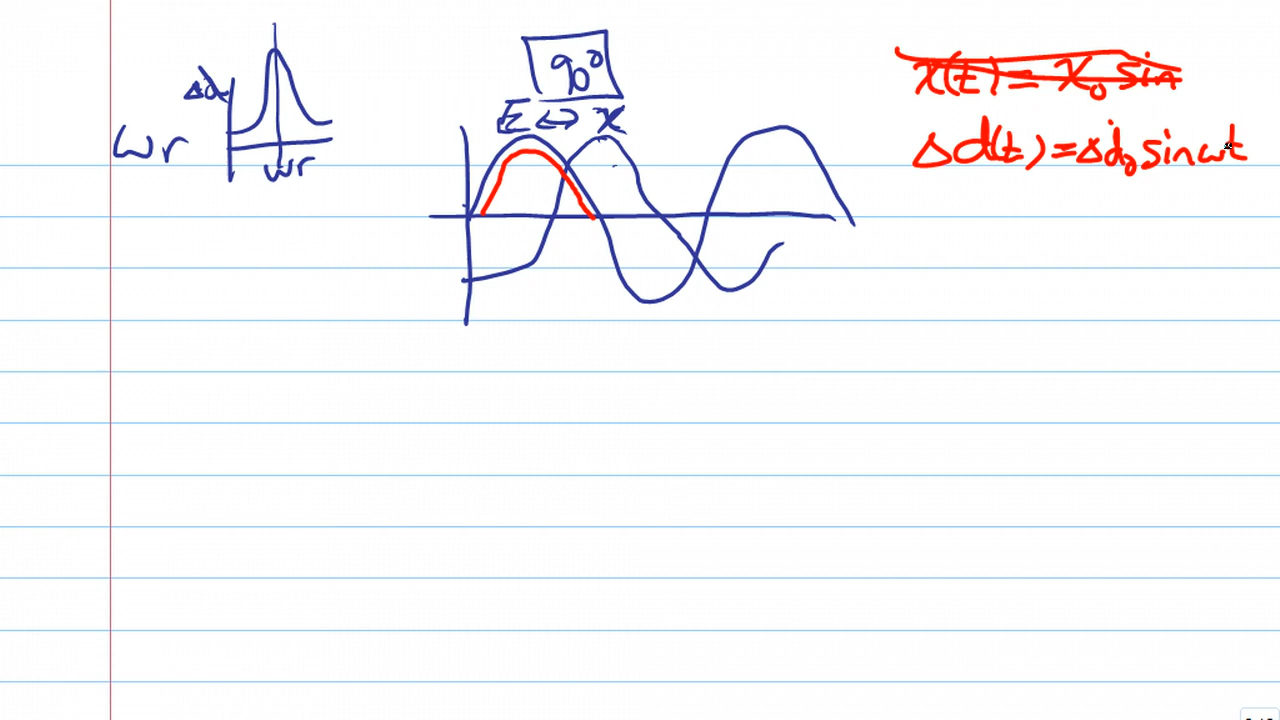 Δd
ωr
ωr
90°
E ↔ x
x(t) = x₀ sin
Δd(t) = Δd₀ sin ωt